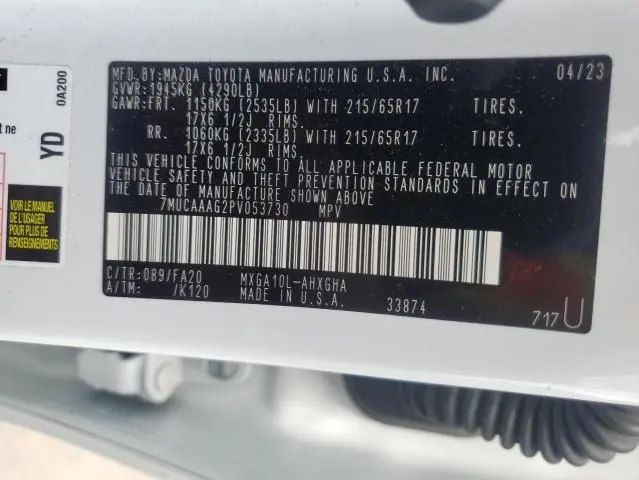 MFD.BY:MAZDA TOYOTA MANUFACTURING U.S.A. INC. 04/23
GVWR:1945KG (4290LB)
GAWR:FRT. 1150KG (2535LB) WITH 215/65R17 TIRES.
17X6 1/2J RIMS.
RR. 1060KG (2335LB) WITH 215/65R17 TIRES.
17X6 1/2J RIMS.
THIS VEHICLE CONFORMS TO ALL APPLICABLE FEDERAL MOTOR
VEHICLE SAFETY AND THEFT PREVENTION STANDARDS IN EFFECT ON
THE DATE OF MANUFACTURE SHOWN ABOVE.
7MUCAAAG2PV053730 MPV
C/TR:089/FA20 MXGA10L-AHXGHA
A/TM: /K120 MADE IN U.S.A. 33874
717U
0A200
YD
t ne
VOIR LE MANUEL
DE L'USAGER
POUR PLUS DE
RENSEIGNEMENTS